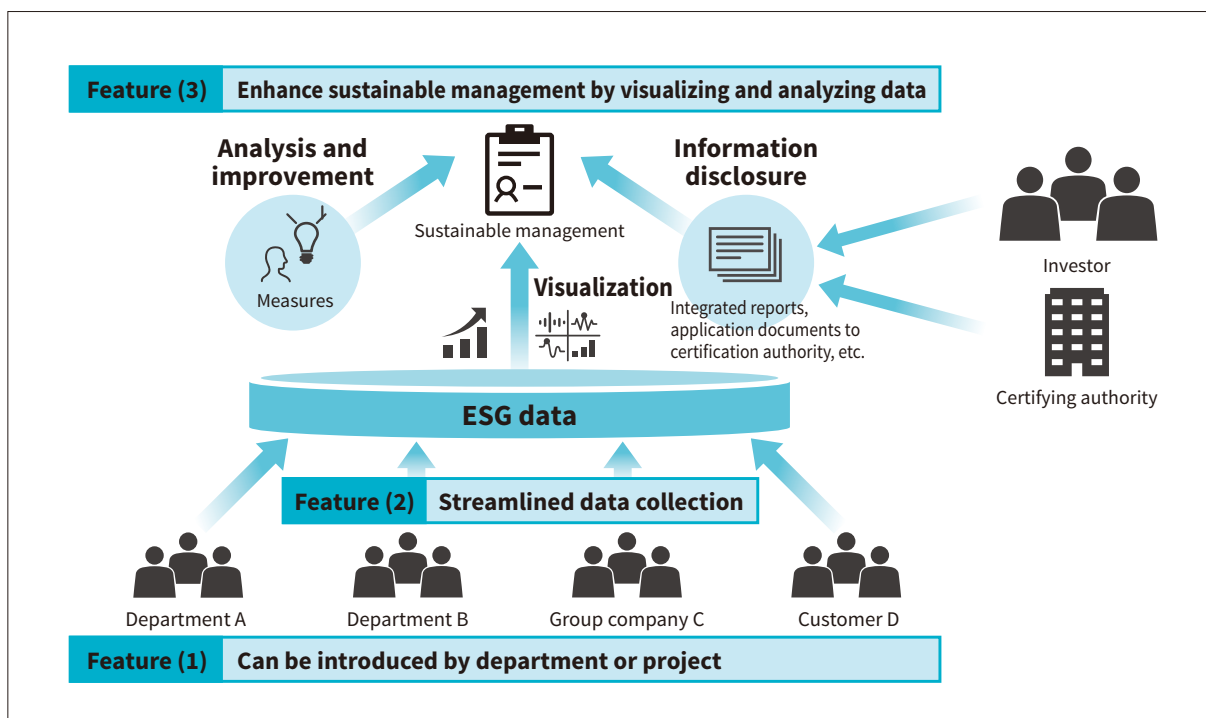 Feature (3) Enhance sustainable management by visualizing and analyzing data
Analysis and
improvement
Measures
Sustainable management
Information
disclosure
Integrated reports,
application documents to
certification authority, etc.
Investor
Certifying authority
Visualization
ESG data
Feature (2) Streamlined data collection
Department A
Department B
Group company C
Customer D
Feature (1) Can be introduced by department or project